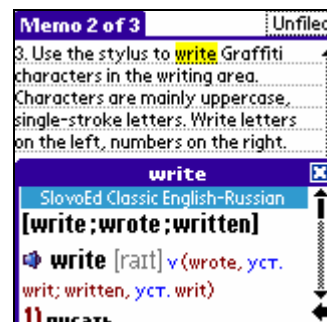 Memo 2 of 3 Unfiled
3. Use the stylus to write Graffiti
characters in the writing area.
Characters are mainly uppercase,
single-stroke letters. Write letters
on the left, numbers on the right.
write
SlovoEd Classic English-Russian
[write ;wrote ;written]
write [raɪt] v (wrote, уст.
writ; written, уст. writ)
1) писать